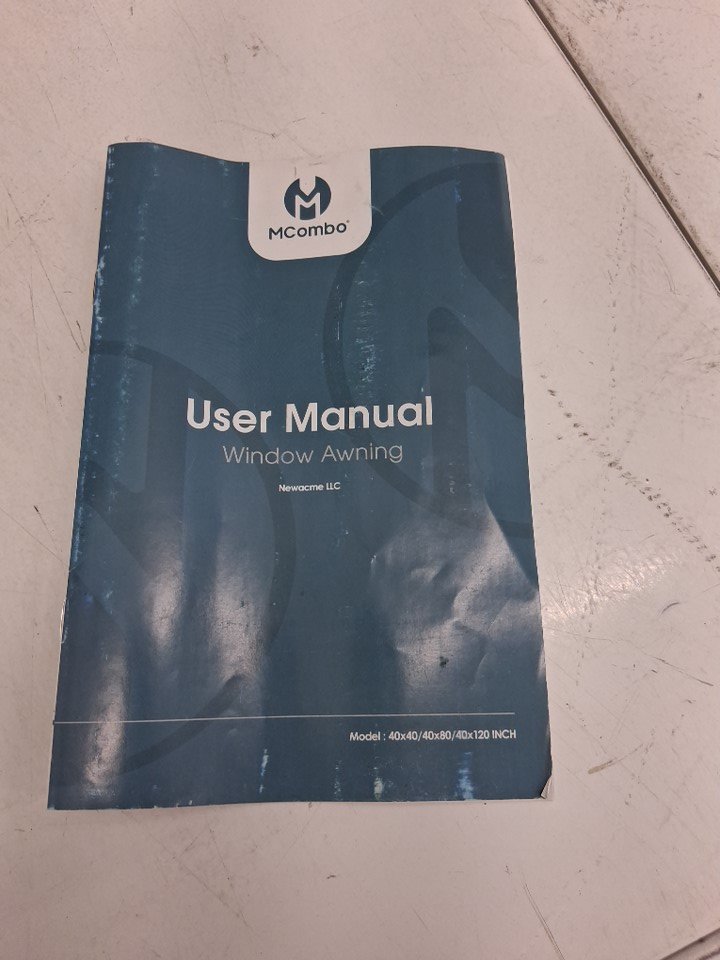 MCombo®
User Manual
Window Awning
Newacme LLC
Model : 40x40/40x80/40x120 INCH